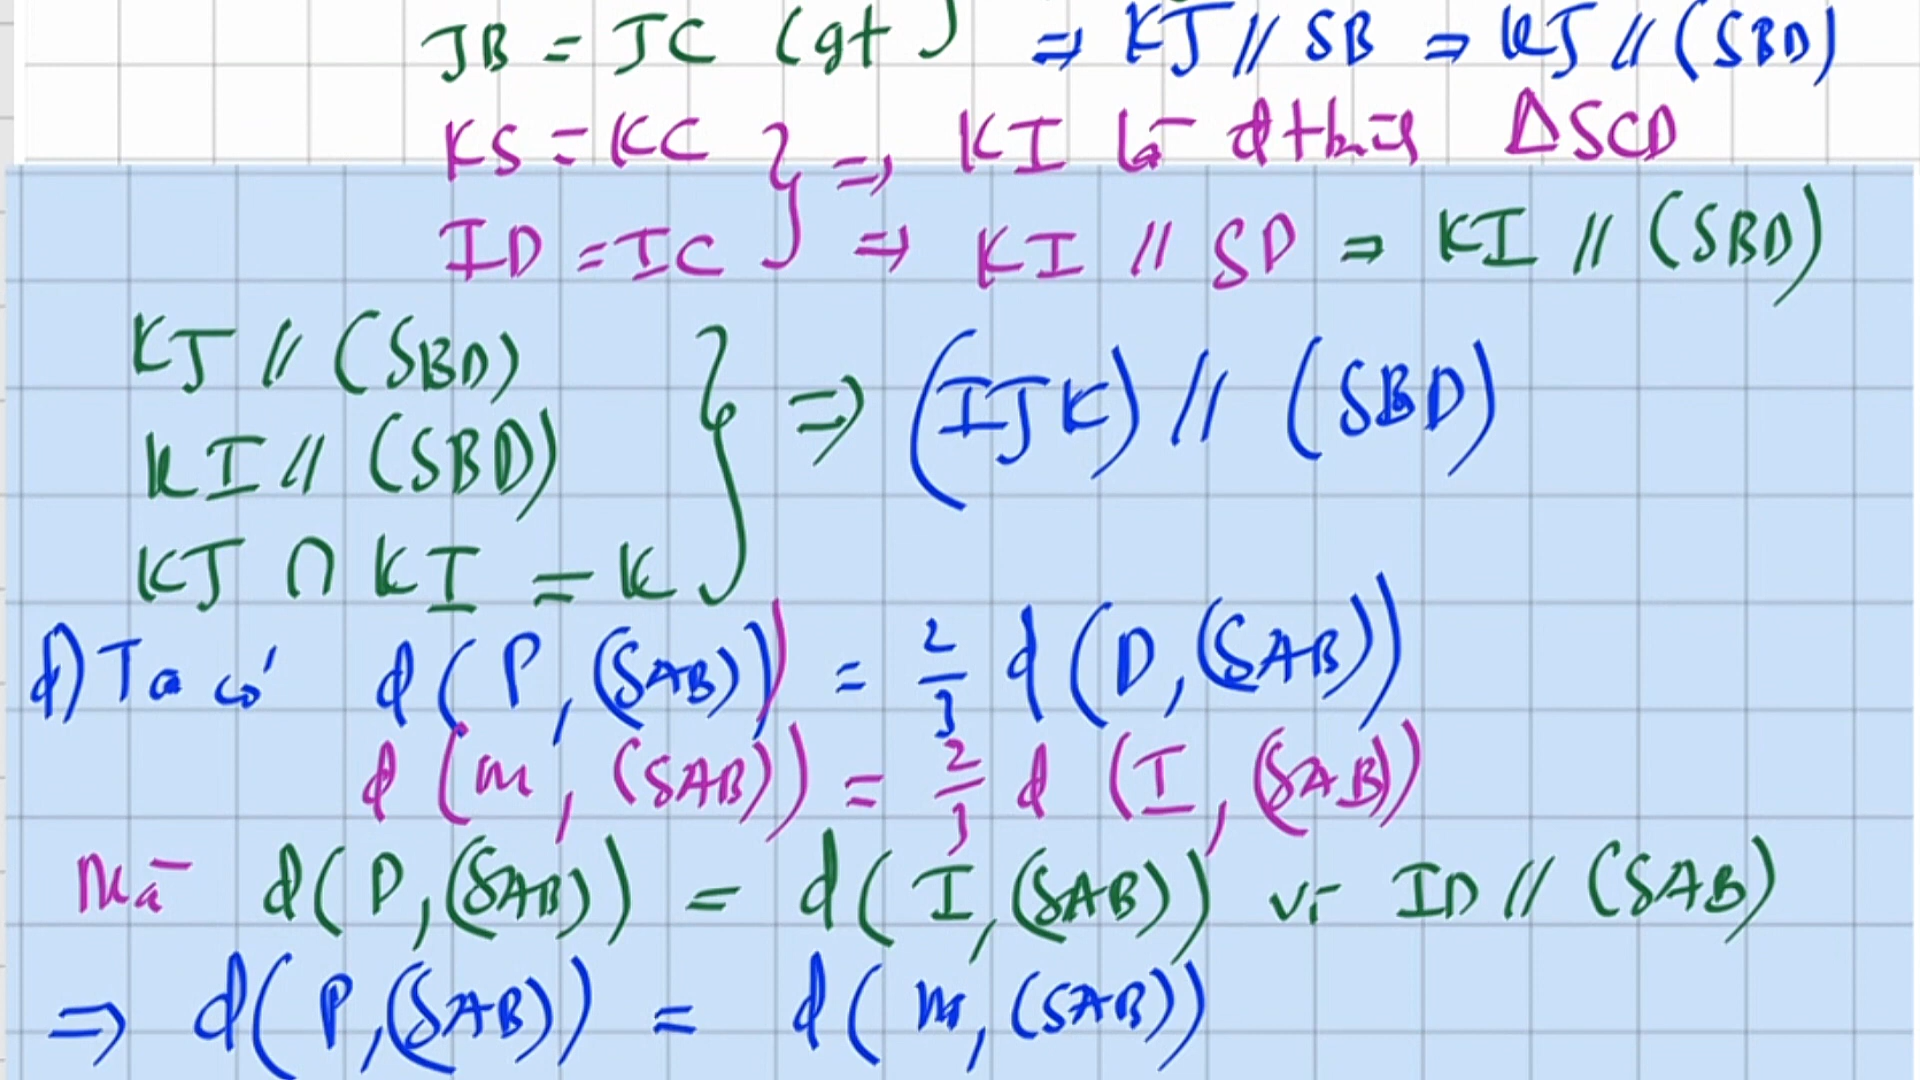 JB = JC (gt) ⇒ KJ // SB ⇒ KJ // (SBD)
KS = KC } ⇒ KI là đtb của ΔSCD
ID = IC } ⇒ KI // SD ⇒ KI // (SBD)
KJ // (SBD)
KI // (SBD) } ⇒ (IJK) // (SBD)
KJ ∩ KI = K
d) Ta có d(P, (SAB)) = 2/3 d(D, (SAB))
d(M, (SAB)) = 2/3 d(I, (SAB))
Mà d(D, (SAB)) = d(I, (SAB)) vì ID // (SAB)
⇒ d(P, (SAB)) = d(M, (SAB))